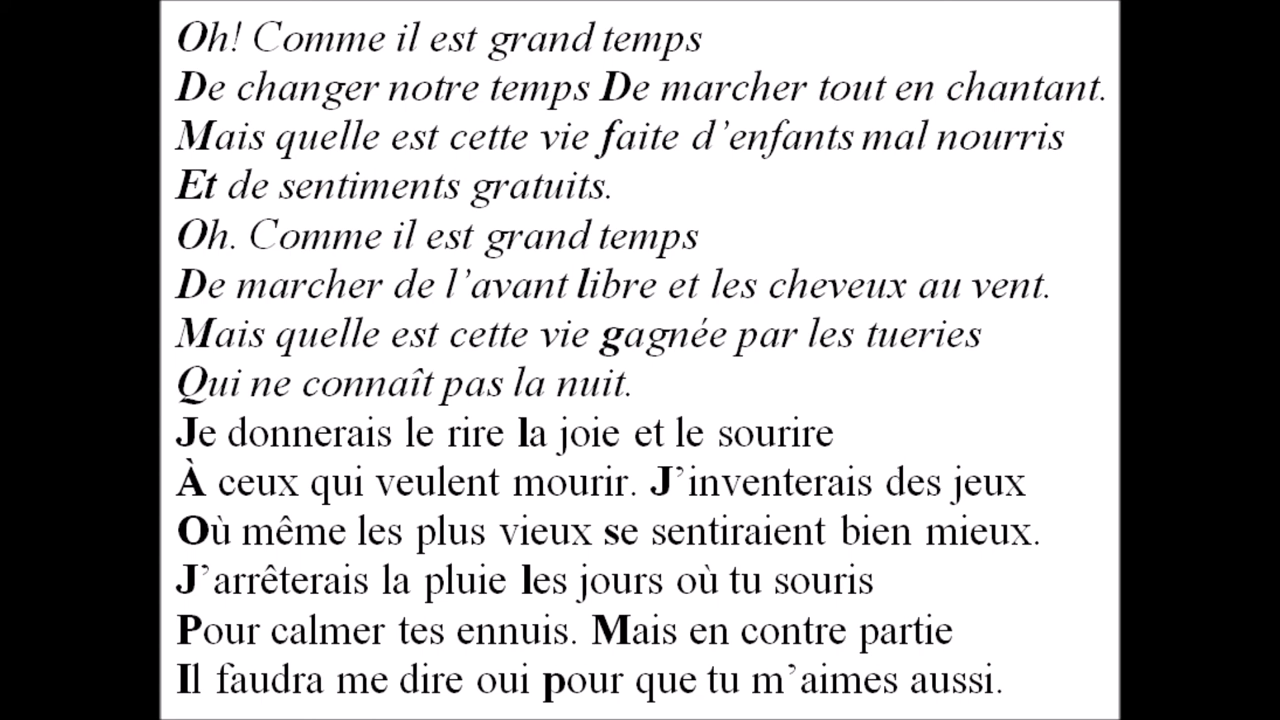 Oh! Comme il est grand temps
De changer notre temps De marcher tout en chantant.
Mais quelle est cette vie faite d'enfants mal nourris
Et de sentiments gratuits.
Oh. Comme il est grand temps
De marcher de l'avant libre et les cheveux au vent.
Mais quelle est cette vie gagnée par les tueries
Qui ne connaît pas la nuit.
Je donnerais le rire la joie et le sourire
À ceux qui veulent mourir. J'inventerais des jeux
Où même les plus vieux se sentiraient bien mieux.
J'arrêterais la pluie les jours où tu souris
Pour calmer tes ennuis. Mais en contre partie
Il faudra me dire oui pour que tu m'aimes aussi.